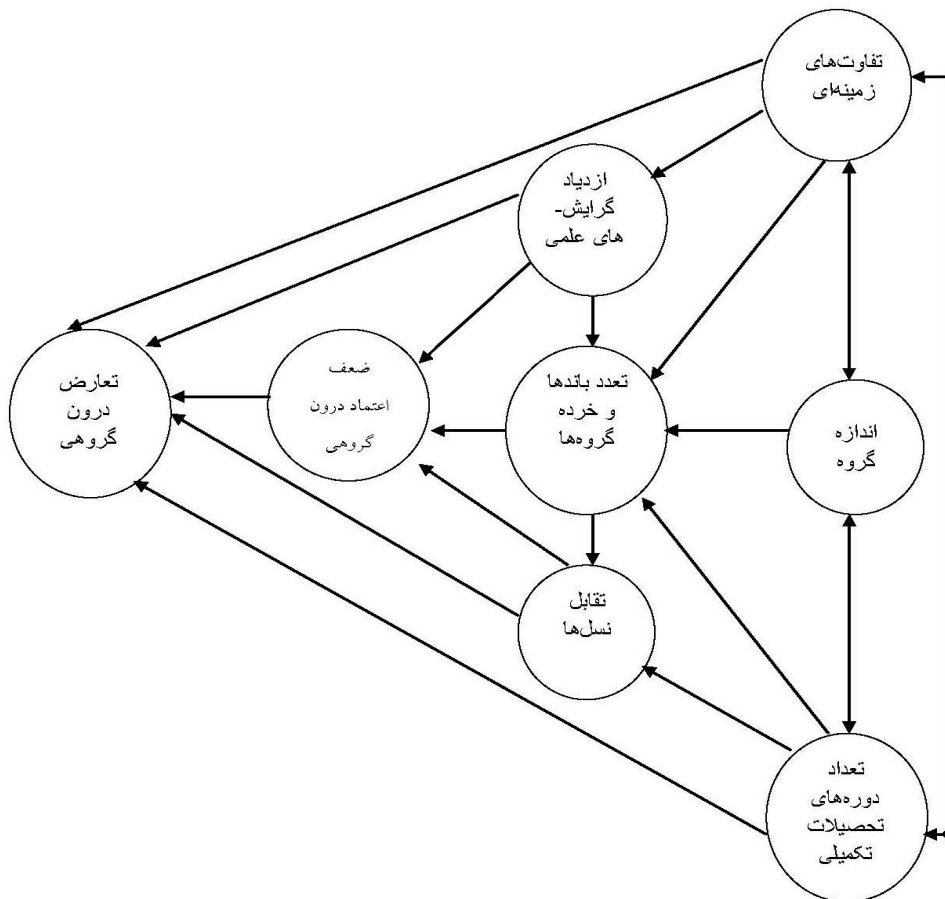 تفاوت‌های
زمینه‌ای
ازدیاد
گرایش-
های علمی
تعدد باندها
و خرده
گروه‌ها
ضعف
اعتماد درون
گروهی
تعارض
درون
گروهی
اندازه
گروه
تقابل
نسل‌ها
تعداد
دوره‌های
تحصیلات
تکمیلی